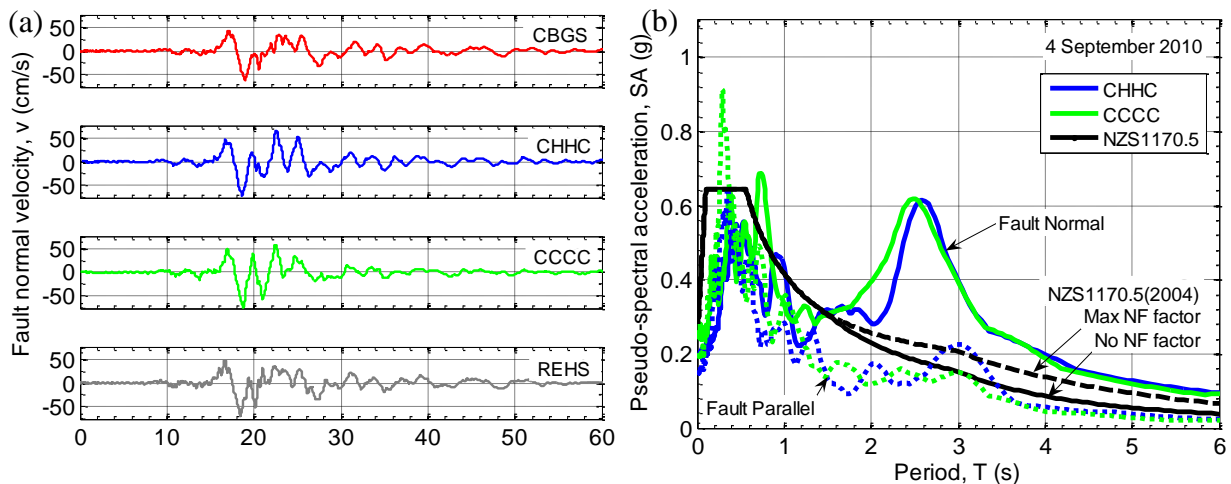 (a)
Fault normal velocity, v (cm/s)
50
0
-50
CBGS
50
0
-50
CHHC
50
0
-50
CCCC
50
0
-50
REHS
0 10 20 30 40 50 60
(b)
Pseudo-spectral acceleration, SA (g)
1
0.8
0.6
0.4
0.2
0
4 September 2010
CHHC
CCCC
NZS1170.5
Fault Normal
NZS1170.5(2004)
Max NF factor
No NF factor
Fault Parallel
0 1 2 3 4 5 6
Period, T (s)